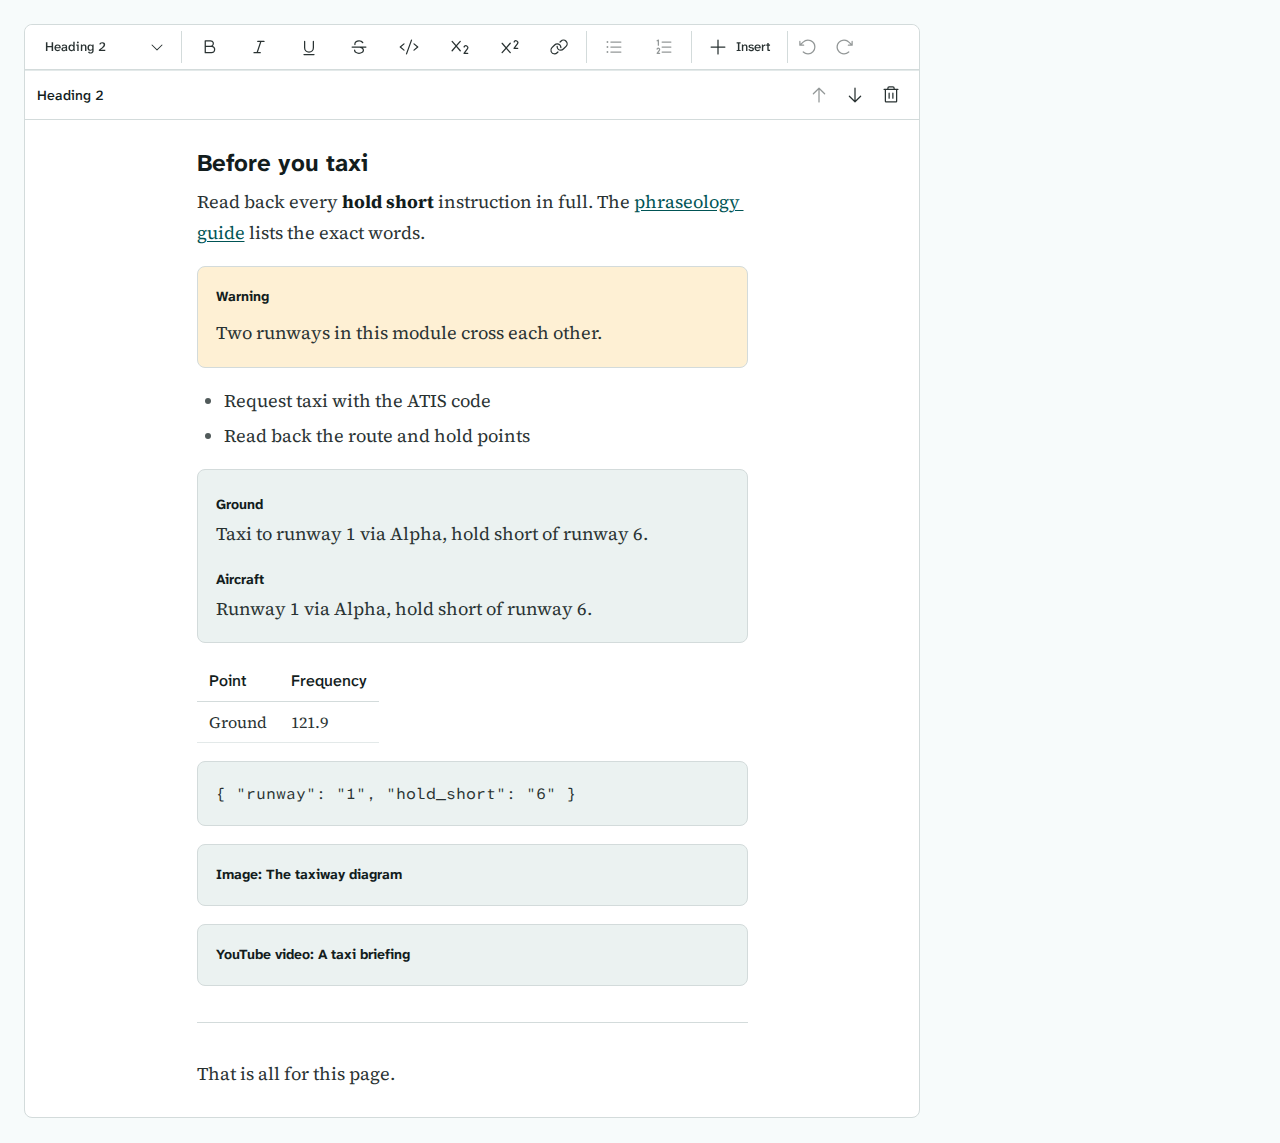 Heading 2
B I U S </> X2 X2
Insert
Heading 2
Before you taxi
Read back every hold short instruction in full. The phraseology
guide lists the exact words.
Warning
Two runways in this module cross each other.
Request taxi with the ATIS code
Read back the route and hold points
Ground
Taxi to runway 1 via Alpha, hold short of runway 6.
Aircraft
Runway 1 via Alpha, hold short of runway 6.
Point Frequency
Ground 121.9
{ "runway": "1", "hold_short": "6" }
Image: The taxiway diagram
YouTube video: A taxi briefing
That is all for this page.